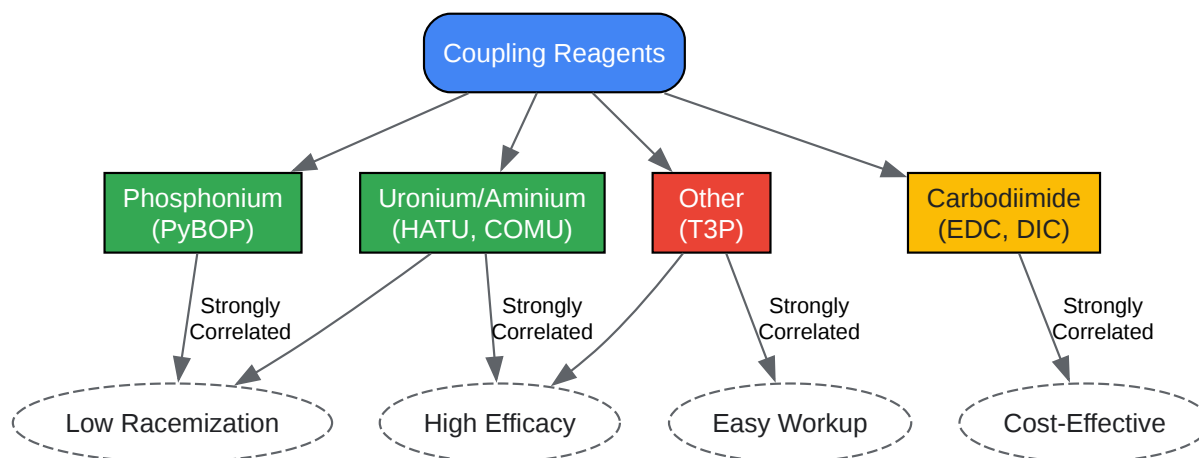 Coupling Reagents
Phosphonium
(PyBOP)
Uronium/Aminium
(HATU, COMU)
Other
(T3P)
Carbodiimide
(EDC, DIC)
Strongly
Correlated
Strongly
Correlated
Strongly
Correlated
Strongly
Correlated
Low Racemization
High Efficacy
Easy Workup
Cost-Effective